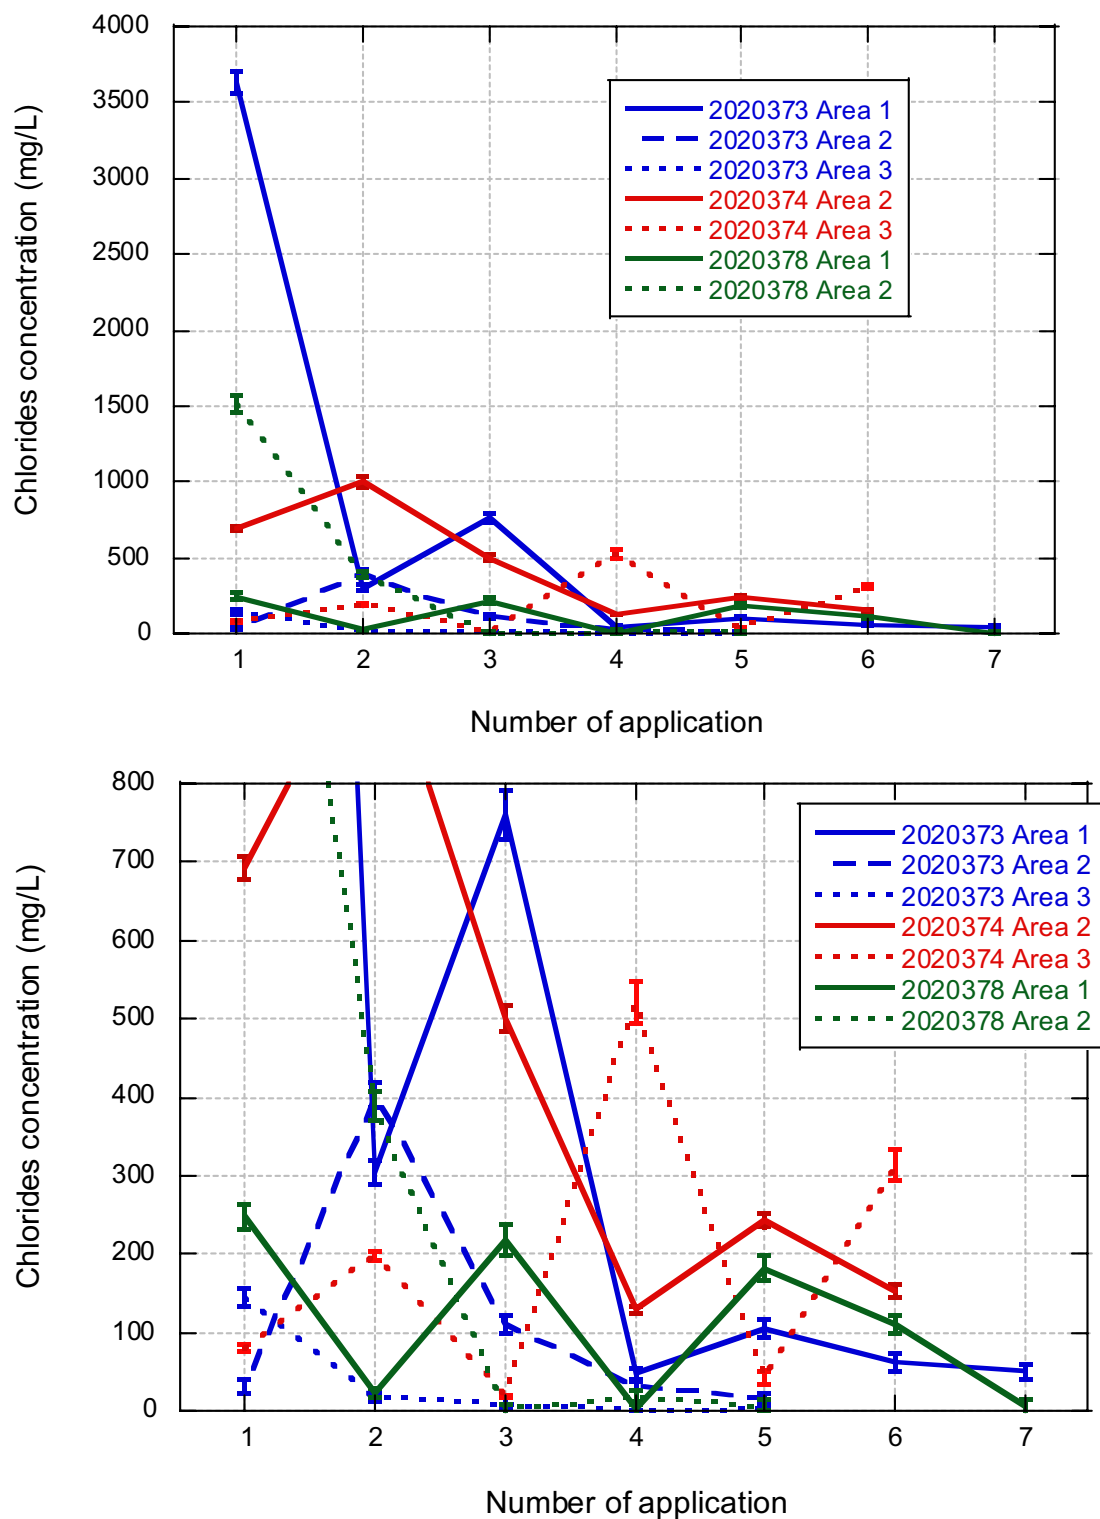 4000
3500
3000
2500
2000
1500
1000
500
0
Chlorides concentration (mg/L)
2020373 Area 1
2020373 Area 2
2020373 Area 3
2020374 Area 2
2020374 Area 3
2020378 Area 1
2020378 Area 2
1 2 3 4 5 6 7
Number of application
800
700
600
500
400
300
200
100
0
Chlorides concentration (mg/L)
2020373 Area 1
2020373 Area 2
2020373 Area 3
2020374 Area 2
2020374 Area 3
2020378 Area 1
2020378 Area 2
1 2 3 4 5 6 7
Number of application